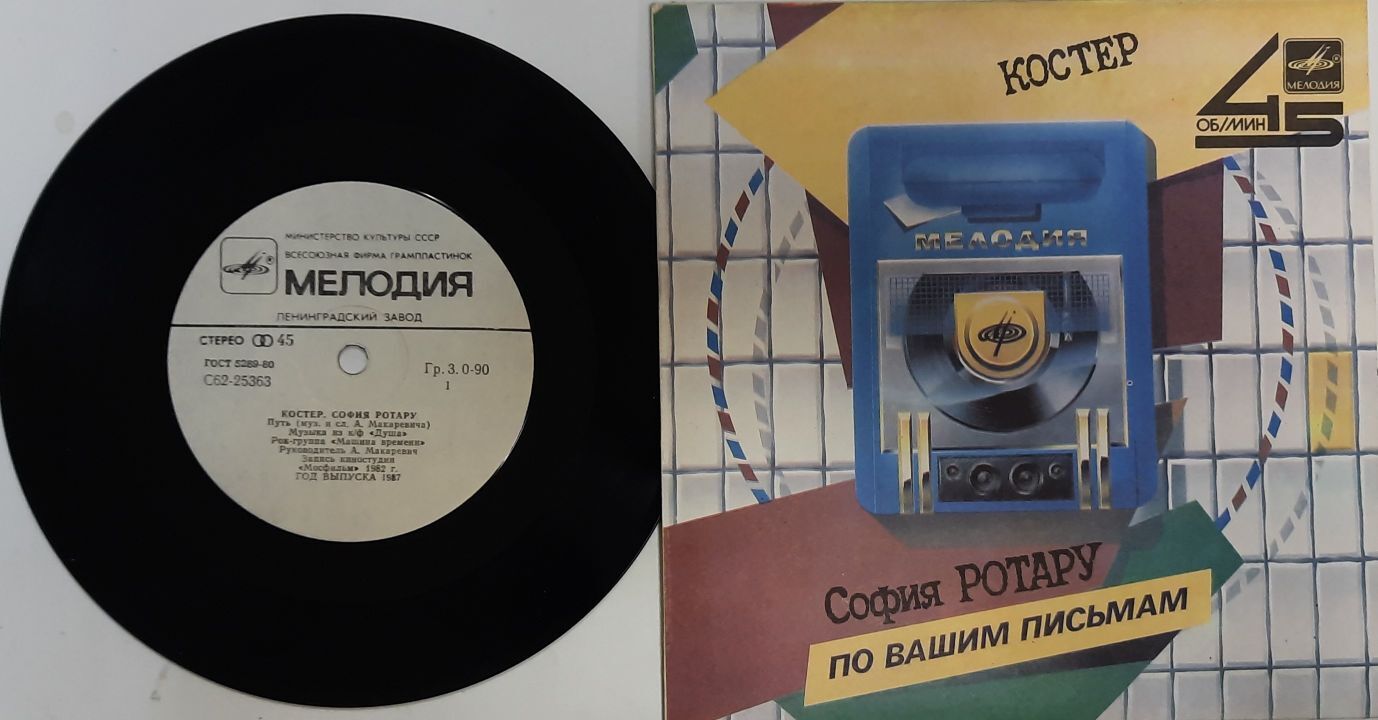 МИНИСТЕРСТВО КУЛЬТУРЫ СССР
ВСЕСОЮЗНАЯ ФИРМА ГРАМПЛАСТИНОК
МЕЛОДИЯ
ЛЕНИНГРАДСКИЙ ЗАВОД
СТЕРЕО 45
ГОСТ 5289-80
С62-25363
Гр. 3. 0-90
1
КОСТЕР. СОФИЯ РОТАРУ
Путь (муз. и сл. А. Макаревича)
Музыка из к/ф «Душа»
Рок-группа «Машина времени»
Руководитель А. Макаревич
Запись киностудии
«Мосфильм» 1982 г.
ГОД ВЫПУСКА 1987
КОСТЕР
45
ОБ/МИН
МЕЛОДИЯ
МЕЛОДИЯ
София РОТАРУ
ПО ВАШИМ ПИСЬМАМ